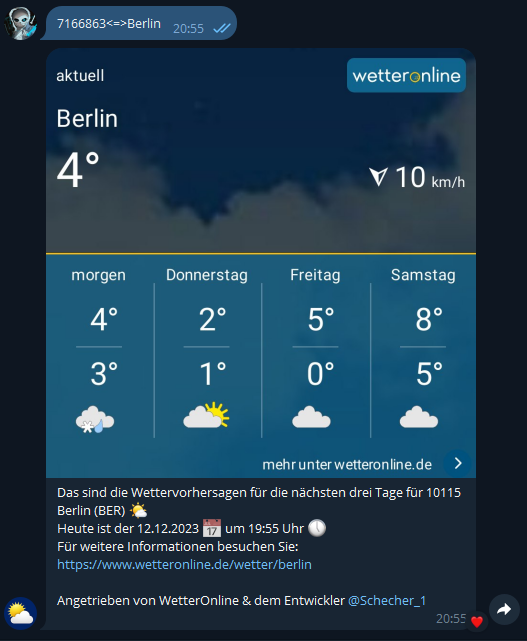 7166863<=>Berlin 20:55
aktuell wetteronline
Berlin
4° 10 km/h
morgen Donnerstag Freitag Samstag
4° 2° 5° 8°
3° 1° 0° 5°
mehr unter wetteronline.de
Das sind die Wettervorhersagen für die nächsten drei Tage für 10115
Berlin (BER) 🌤
Heute ist der 12.12.2023 📅 um 19:55 Uhr 🕔
Für weitere Informationen besuchen Sie:
https://www.wetteronline.de/wetter/berlin
Angetrieben von WetterOnline & dem Entwickler @Schecher_1
20:55